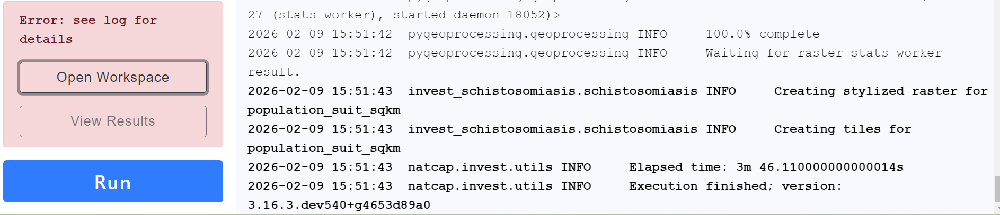 Error: see log for
details
Open Workspace
View Results
Run
27 (stats_worker), started daemon 18052)>
2026-02-09 15:51:42  pygeoprocessing.geoprocessing INFO     100.0% complete
2026-02-09 15:51:42  pygeoprocessing.geoprocessing INFO     Waiting for raster stats worker
result.
2026-02-09 15:51:43  invest_schistosomiasis.schistosomiasis INFO     Creating stylized raster for
population_suit_sqkm
2026-02-09 15:51:43  invest_schistosomiasis.schistosomiasis INFO     Creating tiles for
population_suit_sqkm
2026-02-09 15:51:43  natcap.invest.utils INFO     Elapsed time: 3m 46.110000000000014s
2026-02-09 15:51:43  natcap.invest.utils INFO     Execution finished; version:
3.16.3.dev540+g4653d89a0